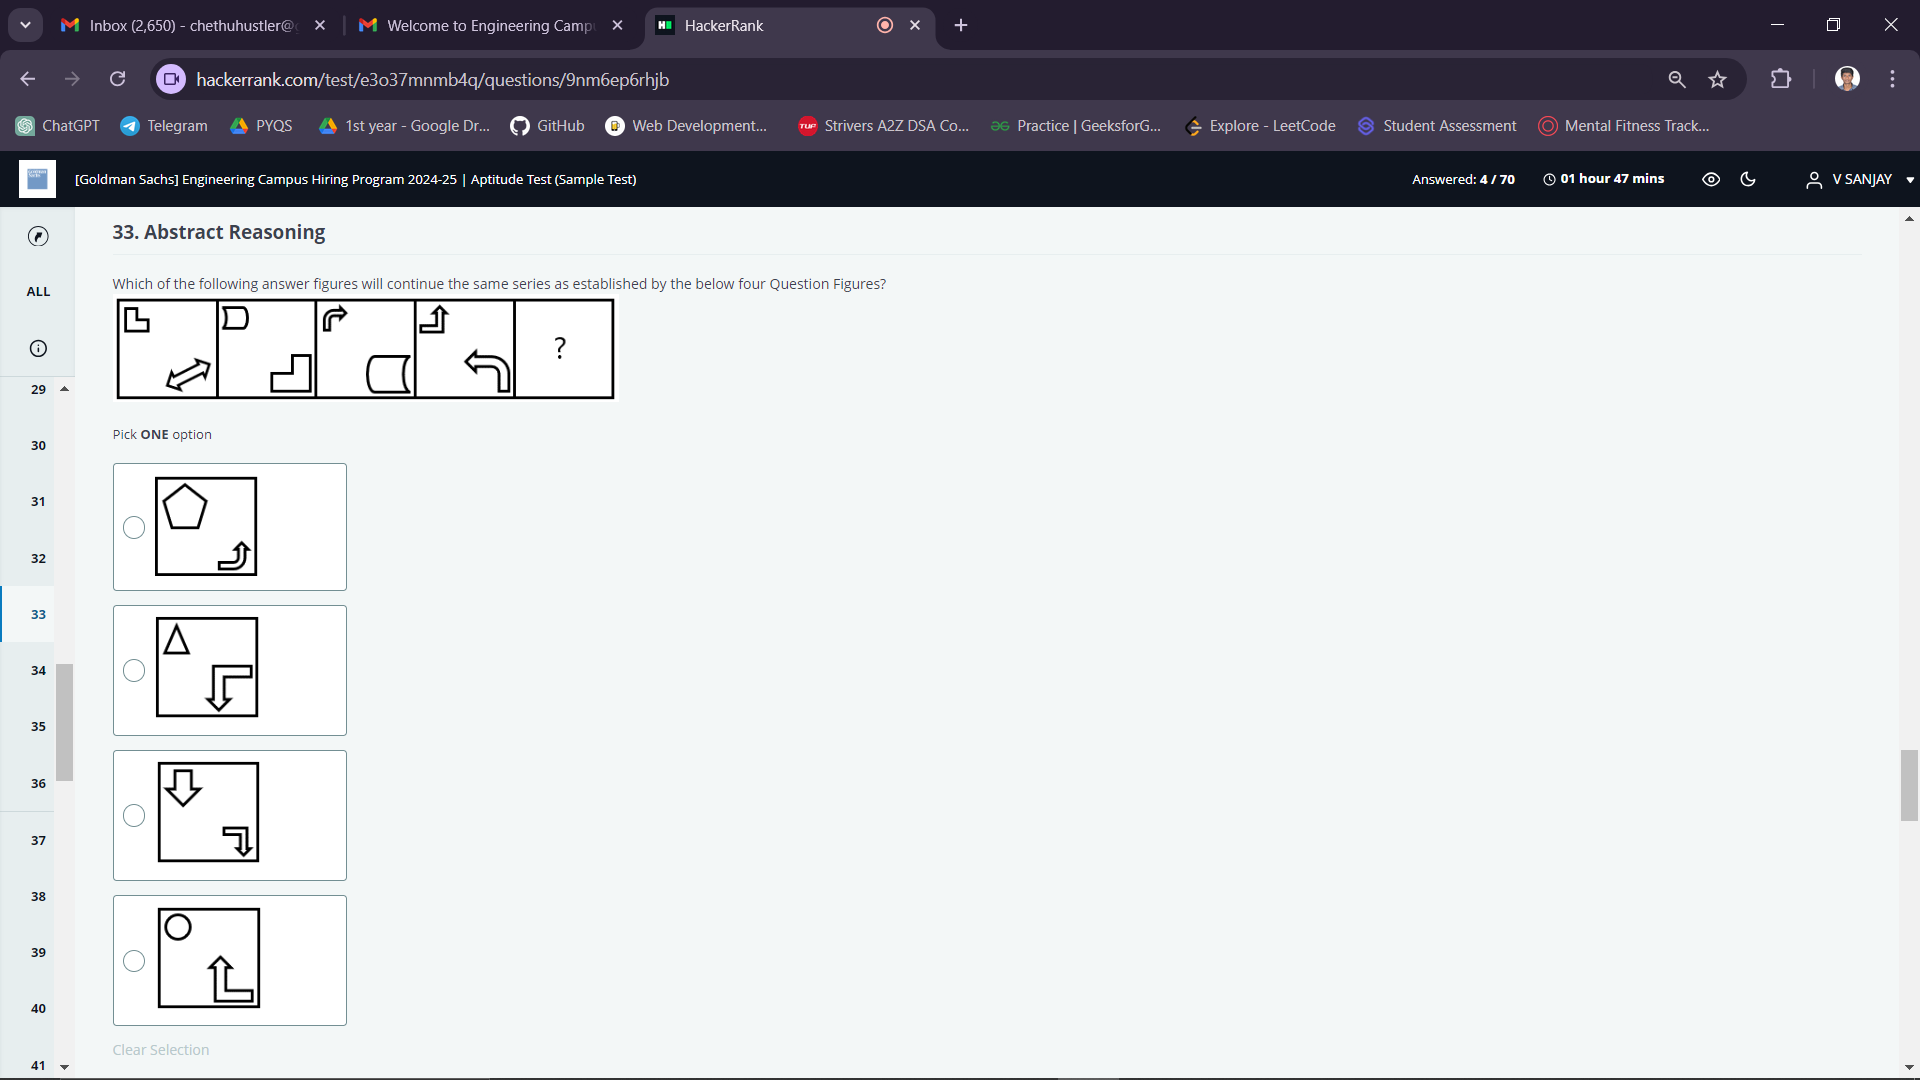 Inbox (2,650) - chethuhustler@g
Welcome to Engineering Camp
HackerRank
hackerrank.com/test/e3o37mnmb4q/questions/9nm6ep6rhjb
ChatGPT
Telegram
PYQS
1st year - Google Dr...
GitHub
Web Development...
TUF Strivers A2Z DSA Co...
Practice | GeeksforG...
Explore - LeetCode
Student Assessment
Mental Fitness Track...
[Goldman Sachs] Engineering Campus Hiring Program 2024-25 | Aptitude Test (Sample Test)
Answered: 4 / 70
01 hour 47 mins
V SANJAY
ALL
29
30
31
32
33
34
35
36
37
38
39
40
41
33. Abstract Reasoning
Which of the following answer figures will continue the same series as established by the below four Question Figures?
?
Pick ONE option
Clear Selection